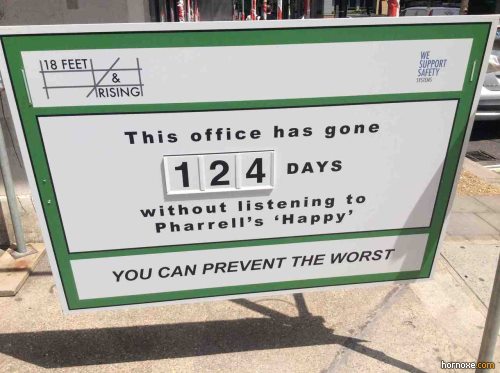 18 FEET
&
RISING
WE
SUPPORT
SAFETY
SYSTEMS
This office has gone
124 DAYS
without listening to
Pharrell's 'Happy'
YOU CAN PREVENT THE WORST
hornoxe.com